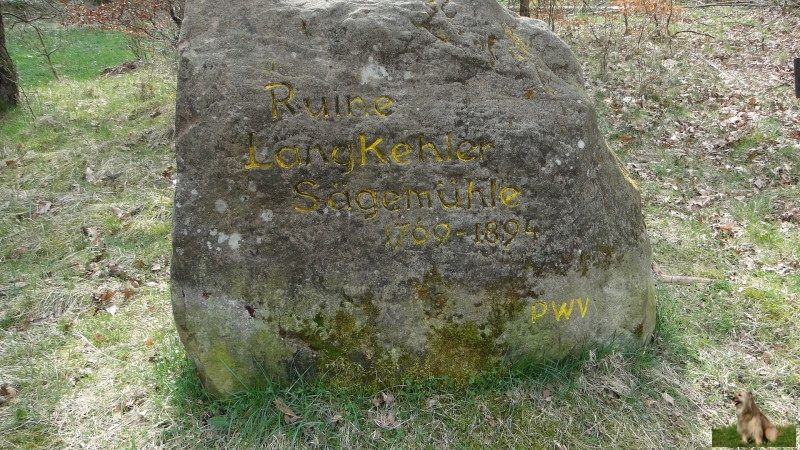 Ruine
LangKehler
Sägemühle
1769-1894
PWV